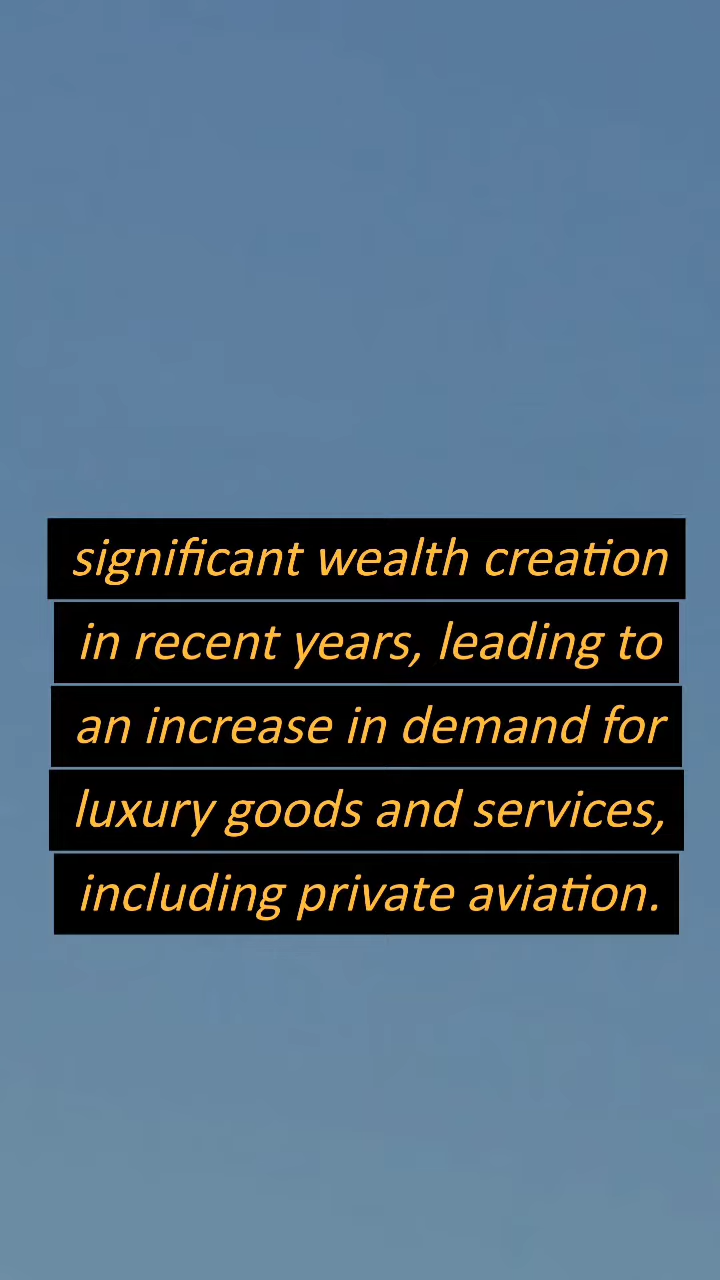 significant wealth creation
in recent years, leading to
an increase in demand for
luxury goods and services,
including private aviation.